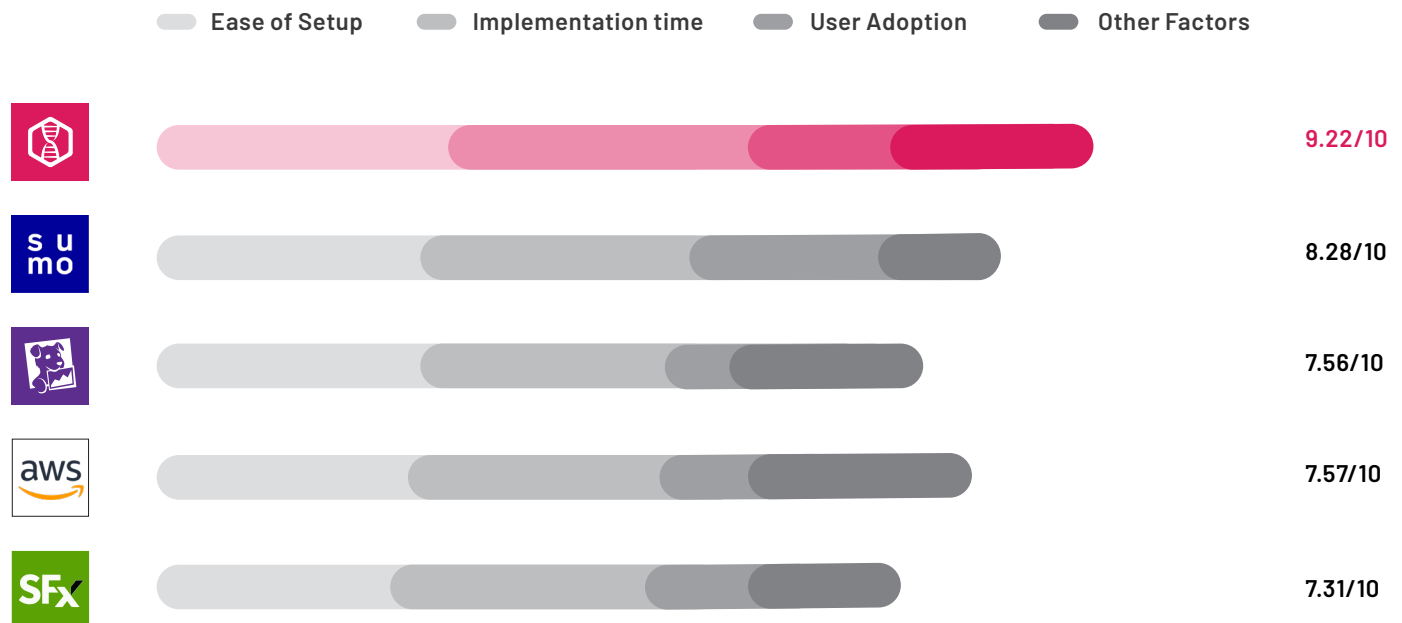 Ease of Setup Implementation time User Adoption Other Factors
9.22/10
su
mo
8.28/10
7.56/10
aws
7.57/10
SFx
7.31/10